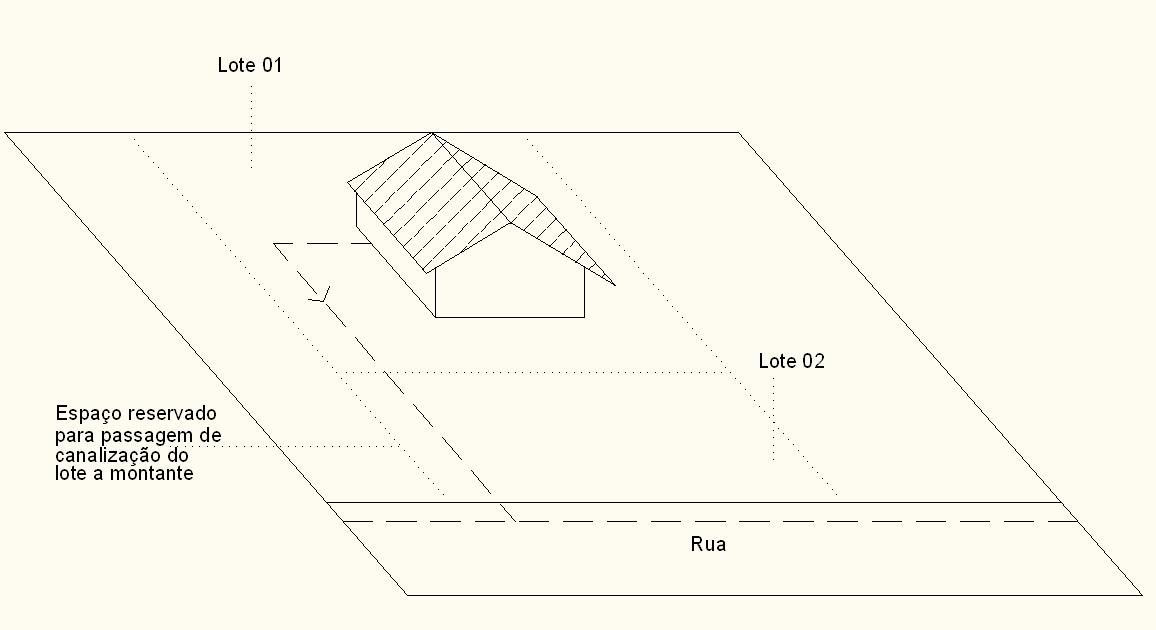 Lote 01
Lote 02
Espaço reservado
para passagem de
canalização do
lote a montante
Rua